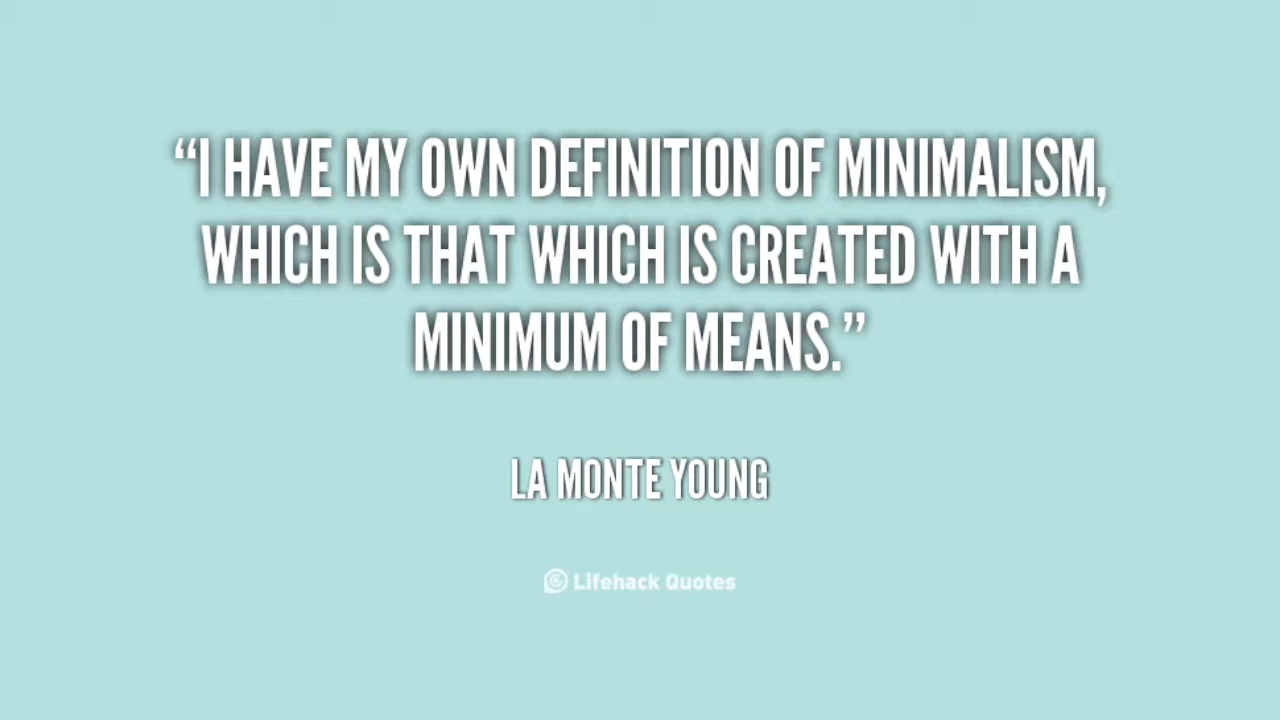 “I HAVE MY OWN DEFINITION OF MINIMALISM,
WHICH IS THAT WHICH IS CREATED WITH A
MINIMUM OF MEANS.”
LA MONTE YOUNG
Lifehack Quotes